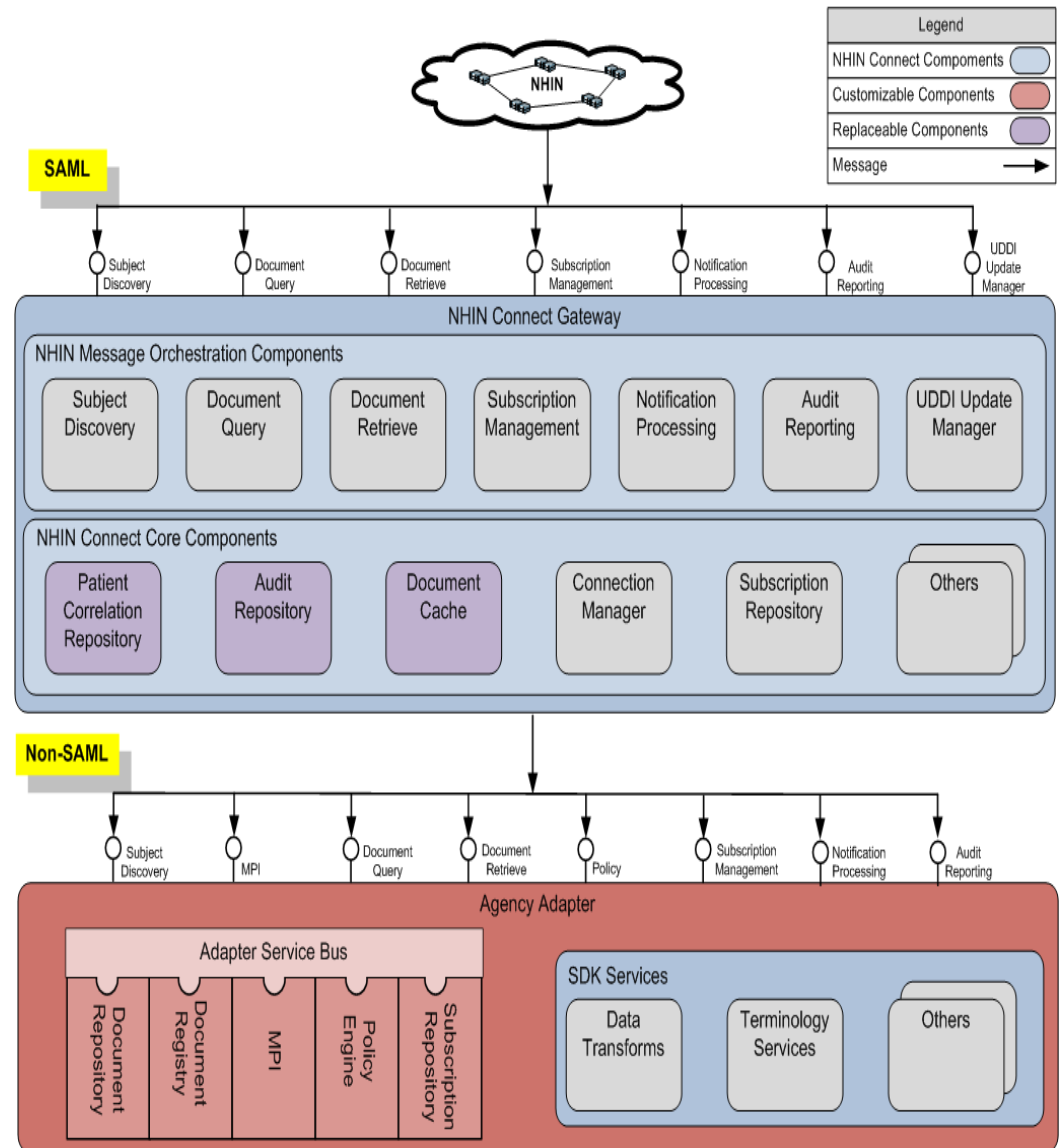 Legend
NHIN Connect Compoments
Customizable Components
Replaceable Components
Message
NHIN
SAML
Subject
Discovery
Document
Query
Document
Retrieve
Subscription
Management
Notification
Processing
Audit
Reporting
UDDI
Update
Manager
NHIN Connect Gateway
NHIN Message Orchestration Components
Subject
Discovery
Document
Query
Document
Retrieve
Subscription
Management
Notification
Processing
Audit
Reporting
UDDI Update
Manager
NHIN Connect Core Components
Patient
Correlation
Repository
Audit
Repository
Document
Cache
Connection
Manager
Subscription
Repository
Others
Non-SAML
Subject
Discovery
MPI
Document
Query
Document
Retrieve
Policy
Subscription
Management
Notification
Processing
Audit
Reporting
Agency Adapter
Adapter Service Bus
Document
Repository
Document
Registry
MPI
Policy
Engine
Subscription
Repository
SDK Services
Data
Transforms
Terminology
Services
Others